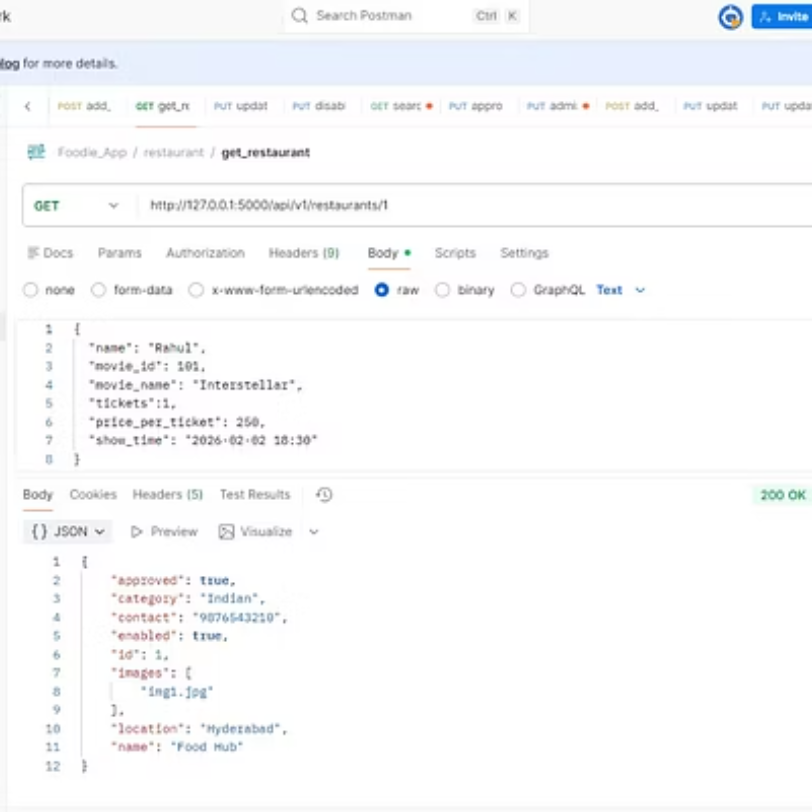 rk
Search Postman Ctrl K
Invite
log for more details.
POST add_ GET get_re PUT updat PUT disabl GET searc PUT appro PUT admi POST add_ PUT updat PUT upda
Foodie_App / restaurant / get_restaurant
GET http://127.0.0.1:5000/api/v1/restaurants/1
Docs Params Authorization Headers (9) Body Scripts Settings
none form-data x-www-form-urlencoded raw binary GraphQL Text
1 {
2 "name": "Rahul",
3 "movie_id": 101,
4 "movie_name": "Interstellar",
5 "tickets":1,
6 "price_per_ticket": 250,
7 "show_time": "2026-02-02 18:30"
8 }
Body Cookies Headers (5) Test Results 200 OK
{} JSON Preview Visualize
1 {
2 "approved": true,
3 "category": "Indian",
4 "contact": "9876543210",
5 "enabled": true,
6 "id": 1,
7 "images": [
8 "img1.jpg"
9 ],
10 "location": "Hyderabad",
11 "name": "Food Hub"
12 }